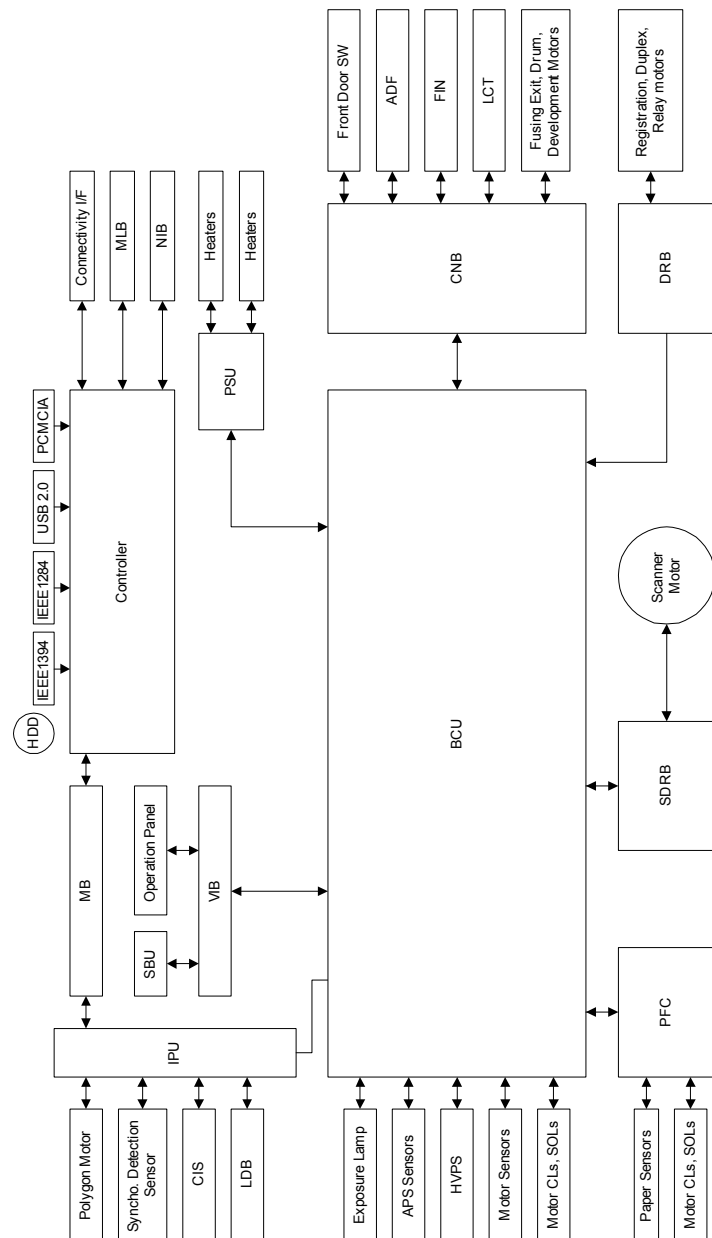 Polygon Motor
Syncho. Detection
Sensor
CIS
LDB
IPU
MB
SBU
Operation Panel
VIB
HDD
IEEE1394
IEEE1284
USB 2.0
PCMCIA
Controller
Connectivity I/F
MLB
NIB
PSU
Heaters
Heaters
Exposure Lamp
APS Sensors
HVPS
Motor Sensors
Motor CLs, SOLs
BCU
CNB
Front Door SW
ADF
FIN
LCT
Fusing Exit, Drum,
Development Motors
Paper Sensors
Motor CLs, SOLs
PFC
SDRB
Scanner
Motor
DRB
Registration, Duplex,
Relay motors